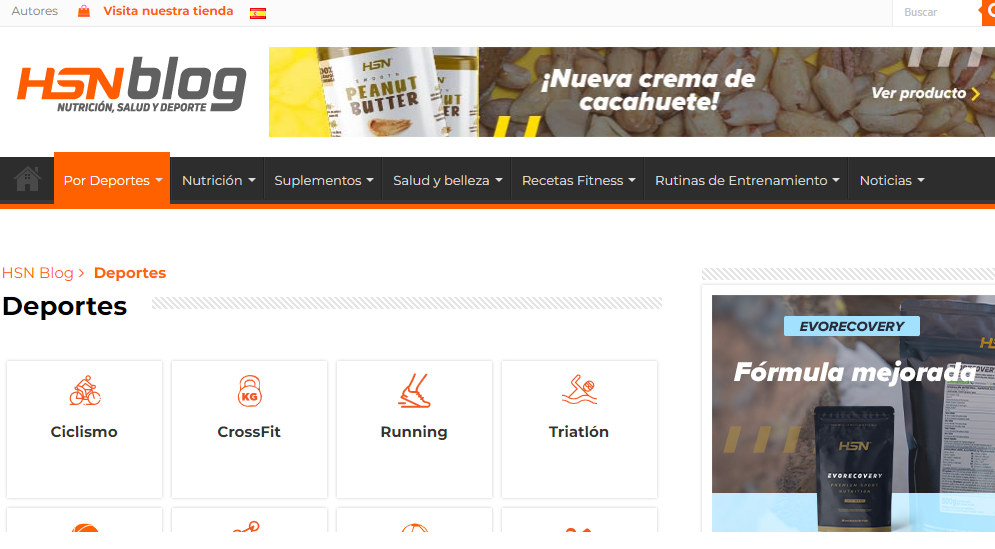 Autores
Visita nuestra tienda
Buscar
HSNblog
NUTRICIÓN, SALUD Y DEPORTE
HSN
SMOOTH
PEANUT
BUTTER
¡Nueva crema de
cacahuete!
Ver producto
Por Deportes
Nutrición
Suplementos
Salud y belleza
Recetas Fitness
Rutinas de Entrenamiento
Noticias
HSN Blog
Deportes
Deportes
Ciclismo
KG
CrossFit
Running
Triatlón
EVORECOVERY
Fórmula mejorada
HSN
EVORECOVERY
PREMIUM SPORT
NUTRITION